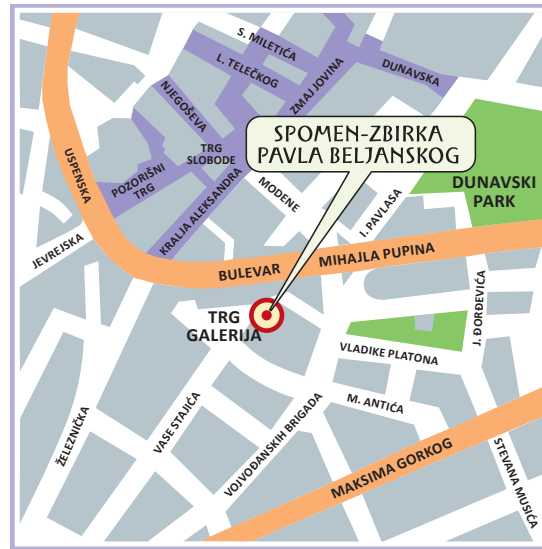 S. MILETIĆA
L. TELEČKOG
ZMAJ JOVINA
DUNAVSKA
NJEGOŠEVA
USPENSKA
TRG
SLOBODE
SPOMEN-ZBIRKA
PAVLA BELJANSKOG
POZORIŠNI
TRG
KRALJA ALEKSANDRA
MODENE
I. PAVLASA
DUNAVSKI
PARK
JEVREJSKA
BULEVAR MIHAJLA PUPINA
TRG
GALERIJA
J. ĐORĐEVIĆA
VLADIKE PLATONA
ŽELEZNIČKA
VASE STAJIĆA
VOJVOĐANSKIH BRIGADA
M. ANTIĆA
MAKSIMA GORKOG
STEVANA MUSIĆA